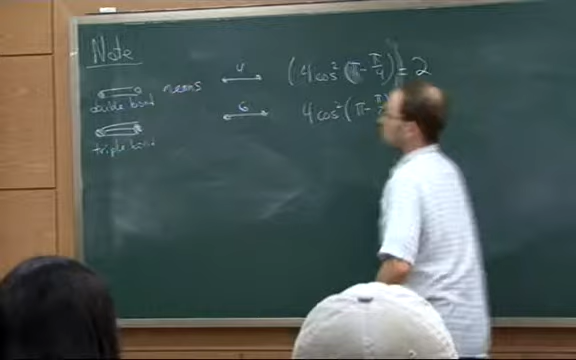 Note
double bond means 4 (4cos²(π-π/4)) = 2
triple bond 6 4cos²(π-